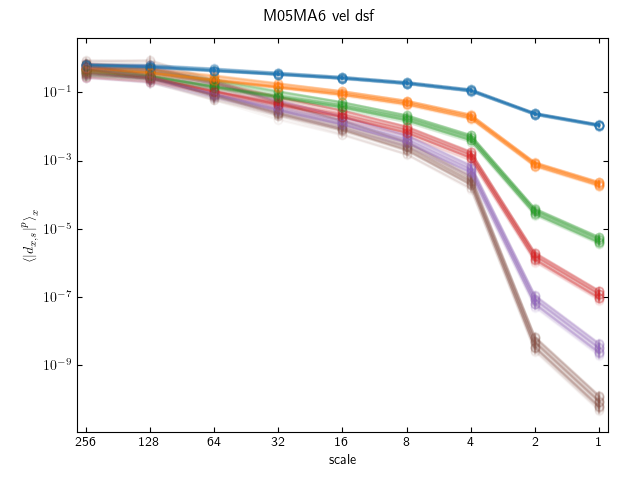 M05MA6 vel dsf
⟨|d_{x,s}|^p⟩_x
10^{-1}
10^{-3}
10^{-5}
10^{-7}
10^{-9}
256 128 64 32 16 8 4 2 1
scale